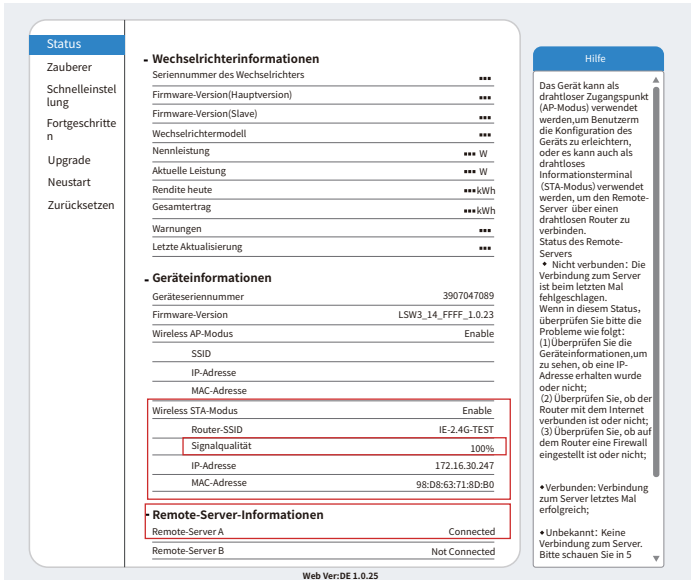 Status
Zauberer
Schnelleinstel
lung
Fortgeschritte
n
Upgrade
Neustart
Zurücksetzen
- Wechselrichterinformationen
Seriennummer des Wechselrichters ---
Firmware-Version(Hauptversion) ---
Firmware-Version(Slave) ---
Wechselrichtermodell ---
Nennleistung --- W
Aktuelle Leistung --- W
Rendite heute --- kWh
Gesamtertrag --- kWh
Warnungen ---
Letzte Aktualisierung ---
- Geräteinformationen
Geräteseriennummer 3907047089
Firmware-Version LSW3_14_FFFF_1.0.23
Wireless AP-Modus Enable
SSID
IP-Adresse
MAC-Adresse
Wireless STA-Modus Enable
Router-SSID IE-2.4G-TEST
Signalqualität 100%
IP-Adresse 172.16.30.247
MAC-Adresse 98:D8:63:71:8D:B0
- Remote-Server-Informationen
Remote-Server A Connected
Remote-Server B Not Connected
Hilfe
Das Gerät kann als
drahtloser Zugangspunkt
(AP-Modus) verwendet
werden,um Benutzerm
die Konfiguration des
Geräts zu erleichtern,
oder es kann auch als
drahtloses
Informationsterminal
(STA-Modus) verwendet
werden, um den Remote-
Server über einen
drahtlosen Router zu
verbinden.
Status des Remote-
Servers
◆ Nicht verbunden: Die
Verbindung zum Server
ist beim letzten Mal
fehlgeschlagen.
Wenn in diesem Status,
überprüfen Sie bitte die
Probleme wie folgt:
(1)Überprüfen Sie die
Geräteinformationen,um
zu sehen, ob eine IP-
Adresse erhalten wurde
oder nicht;
(2) Überprüfen Sie, ob der
Router mit dem Internet
verbunden ist oder nicht;
(3) Überprüfen Sie, ob auf
dem Router eine Firewall
eingestellt ist oder nicht;
◆Verbunden: Verbindung
zum Server letztes Mal
erfolgreich;
◆Unbekannt: Keine
Verbindung zum Server.
Bitte schauen Sie in 5
Web Ver:DE 1.0.25